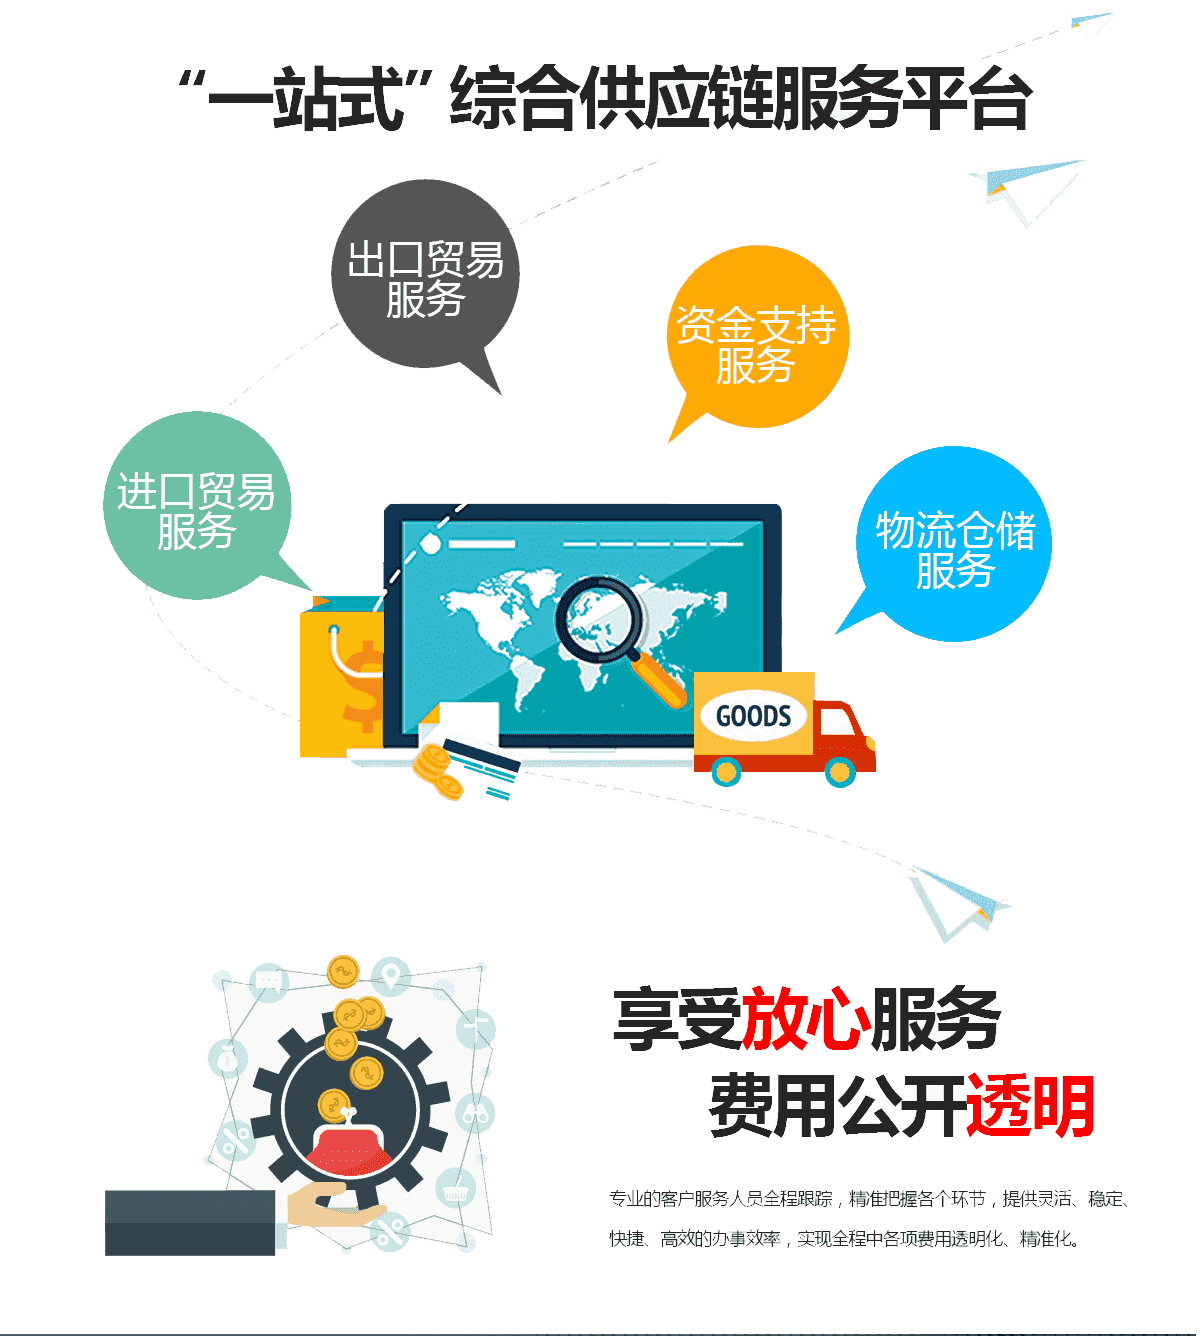 “一站式”综合供应链服务平台
出口贸易
服务
资金支持
服务
进口贸易
服务
物流仓储
服务
GOODS
享受放心服务
费用公开透明
专业的客户服务人员全程跟踪，精准把握各个环节，提供灵活、稳定、
快捷、高效的办事效率，实现全程中各项费用透明化、精准化。